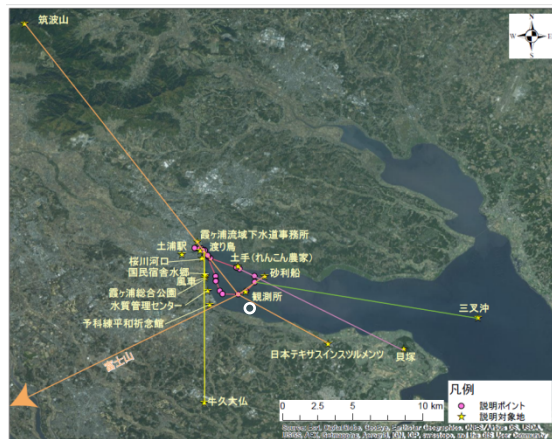 筑波山
N
W E
S
霞ヶ浦流域下水道事務所
土浦駅
渡り鳥
桜川河口
土手(れんこん農家)
国民宿舎水郷
砂利船
風車
霞ヶ浦総合公園
観測所
水質管理センター
三叉沖
予科練平和祈念館
日本テキサスインスツルメンツ
貝塚
富士山
牛久大仏
凡例
説明ポイント
説明対象地
0 2.5 5 10 km